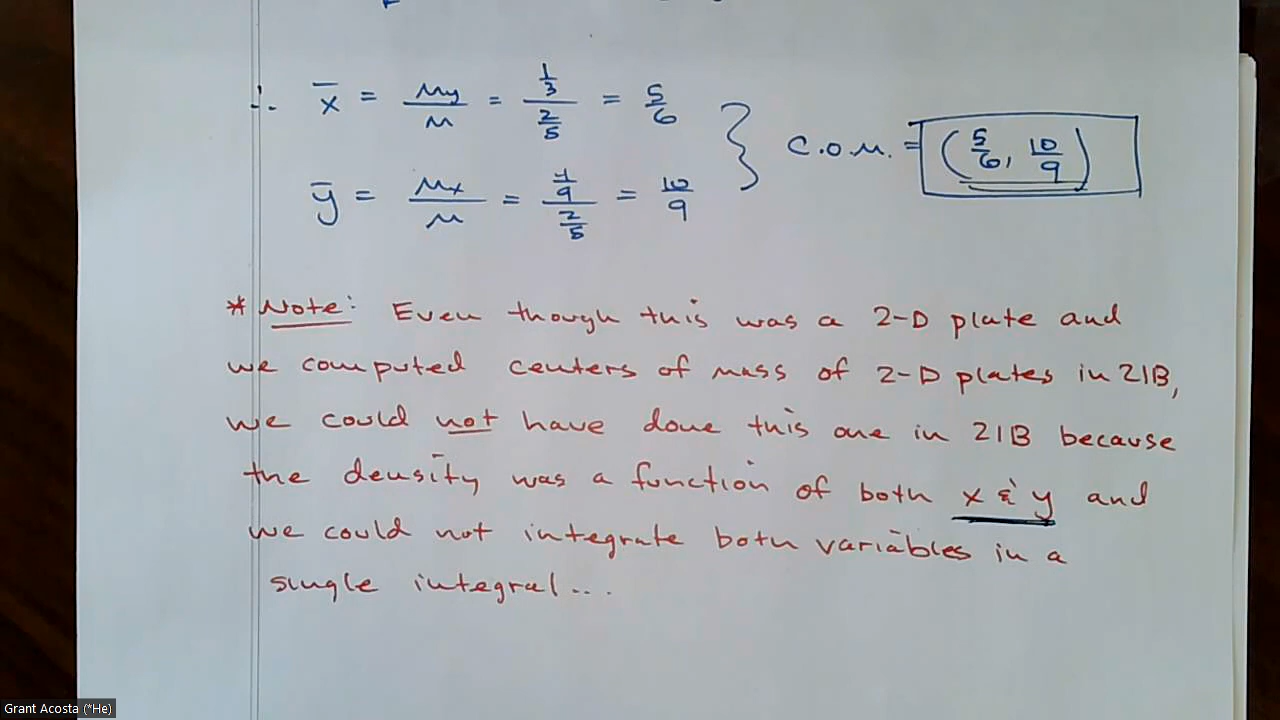 ∴ x̄ = My/M = (1/3)/(2/5) = 5/6
ȳ = Mx/M = (4/9)/(2/5) = 10/9 } C.O.M. = (5/6, 10/9)
* Note: Even though this was a 2-D plate and
we computed centers of mass of 2-D plates in 21B,
we could not have done this one in 21B because
the density was a function of both x & y and
we could not integrate both variables in a
single integral...
Grant Acosta (*He)